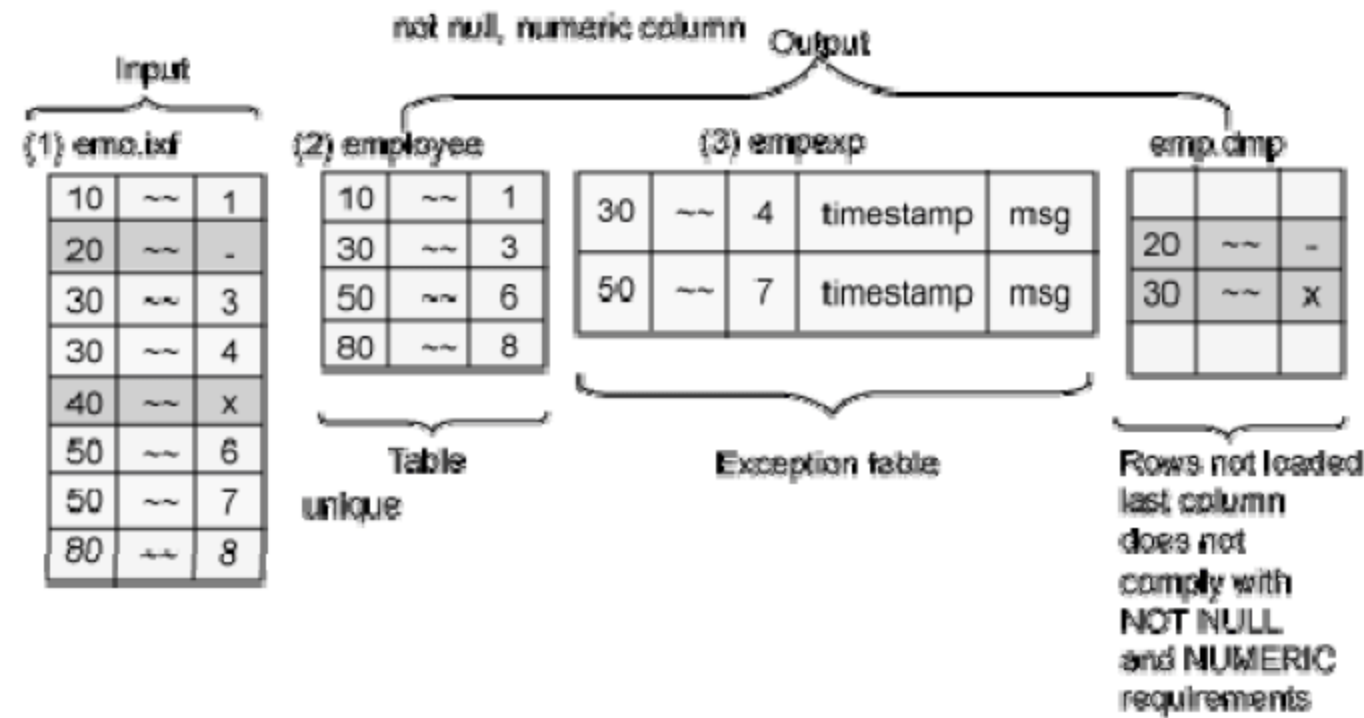 not null, numeric column
Output
Input
(1) emo.ixf
(2) employee
(3) empexp
emp.dmp
10 ~~ 1
20 ~~ -
30 ~~ 3
30 ~~ 4
40 ~~ x
50 ~~ 6
50 ~~ 7
80 ~~ 8
10 ~~ 1
30 ~~ 3
50 ~~ 6
80 ~~ 8
30 ~~ 4 timestamp msg
50 ~~ 7 timestamp msg
20 ~~ -
30 ~~ x
Table
unique
Exception table
Rows not loaded
last column
does not
comply with
NOT NULL
and NUMERIC
requirements